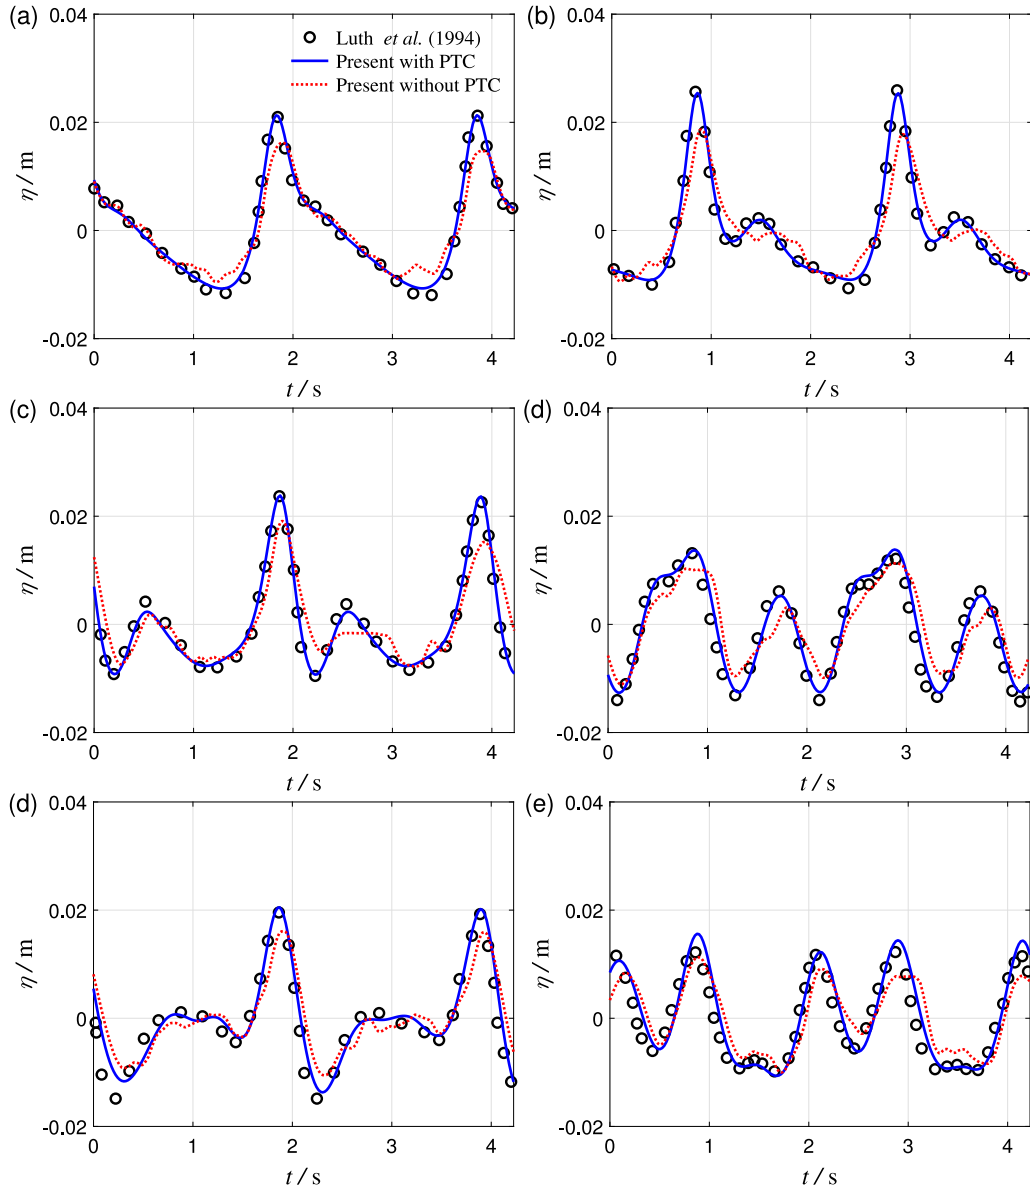 (a)
0.04
0.02
0
-0.02
η / m
Luth et al. (1994)
Present with PTC
Present without PTC
0
1
2
3
4
t / s
(b)
0.04
0.02
0
-0.02
η / m
0
1
2
3
4
t / s
(c)
0.04
0.02
0
-0.02
η / m
0
1
2
3
4
t / s
(d)
0.04
0.02
0
-0.02
η / m
0
1
2
3
4
t / s
(d)
0.04
0.02
0
-0.02
η / m
0
1
2
3
4
t / s
(e)
0.04
0.02
0
-0.02
η / m
0
1
2
3
4
t / s